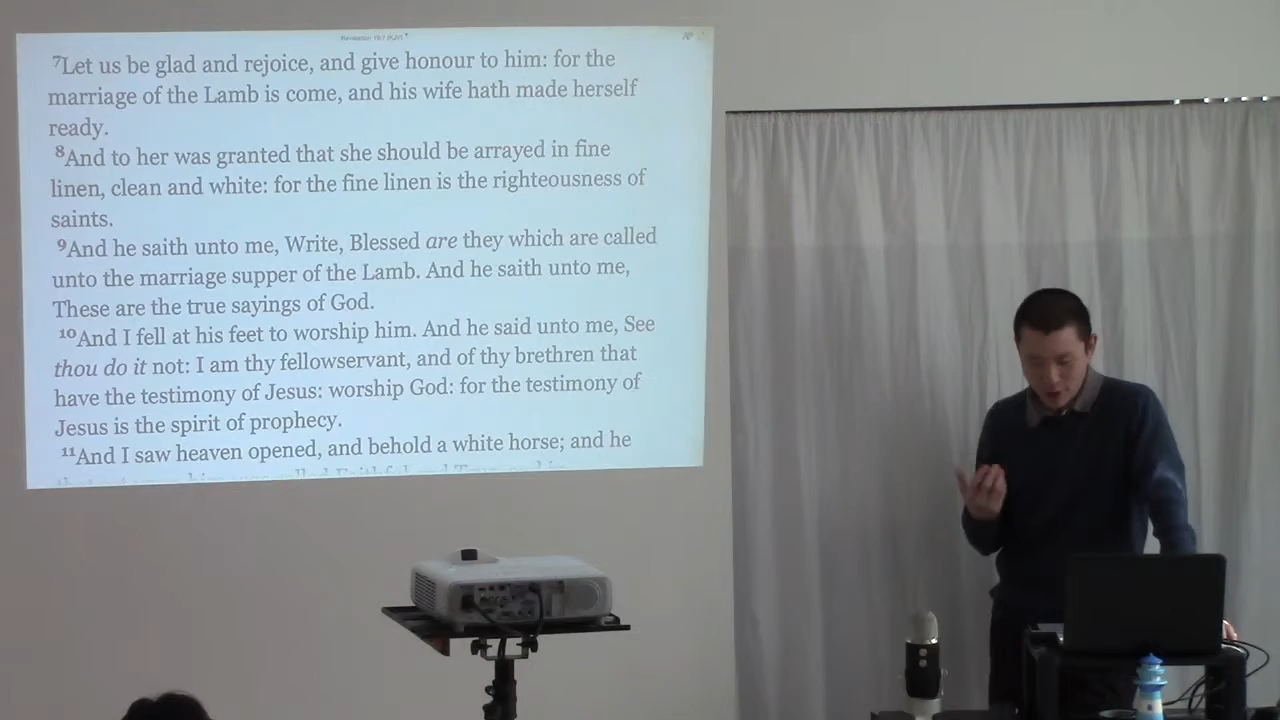 Revelation 19:7 (KJV)
⁷Let us be glad and rejoice, and give honour to him: for the
marriage of the Lamb is come, and his wife hath made herself
ready.
⁸And to her was granted that she should be arrayed in fine
linen, clean and white: for the fine linen is the righteousness of
saints.
⁹And he saith unto me, Write, Blessed are they which are called
unto the marriage supper of the Lamb. And he saith unto me,
These are the true sayings of God.
¹⁰And I fell at his feet to worship him. And he said unto me, See
thou do it not: I am thy fellowservant, and of thy brethren that
have the testimony of Jesus: worship God: for the testimony of
Jesus is the spirit of prophecy.
¹¹And I saw heaven opened, and behold a white horse; and he